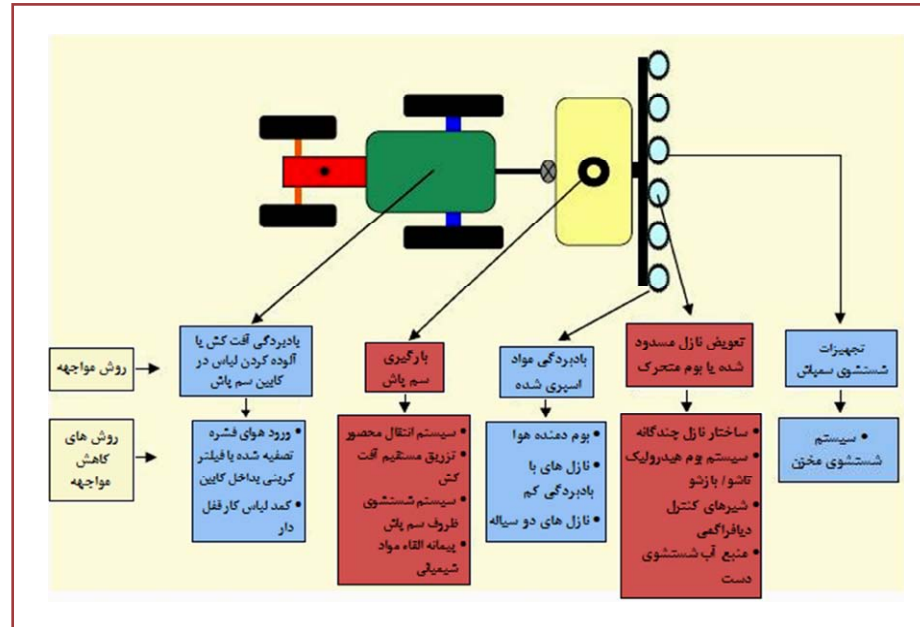 روش مواجهه
بادبردگی آفت کش یا
آلوده کردن لباس در
کابین سم پاش
بارگیری
سم پاش
بادبردگی مواد
اسپری شده
تعویض نازل مسدود
شده یا بوم متحرک
تجهیزات
شستشوی سمپاش
روش های
کاهش
مواجهه
• ورود هوای فشره
تصفیه شده یا فیلتر
کربنی بداخل کابین
• کمد لباس کار قفل
دار
• سیستم انتقال محصور
• تزریق مستقیم آفت
کش
• سیستم شستشوی
ظروف سم پاش
• پیمانه القاء مواد
شیمیائی
• بوم دمنده هوا
• نازل های با
بادبردگی کم
• نازل های دو سیاله
• ساختار نازل چندگانه
• سیستم بوم هیدرولیک
تاشو/ بازشو
• شیرهای کنترل
دیافراگمی
• منبع آب شستشوی
دست
• سیستم
شستشوی مخزن